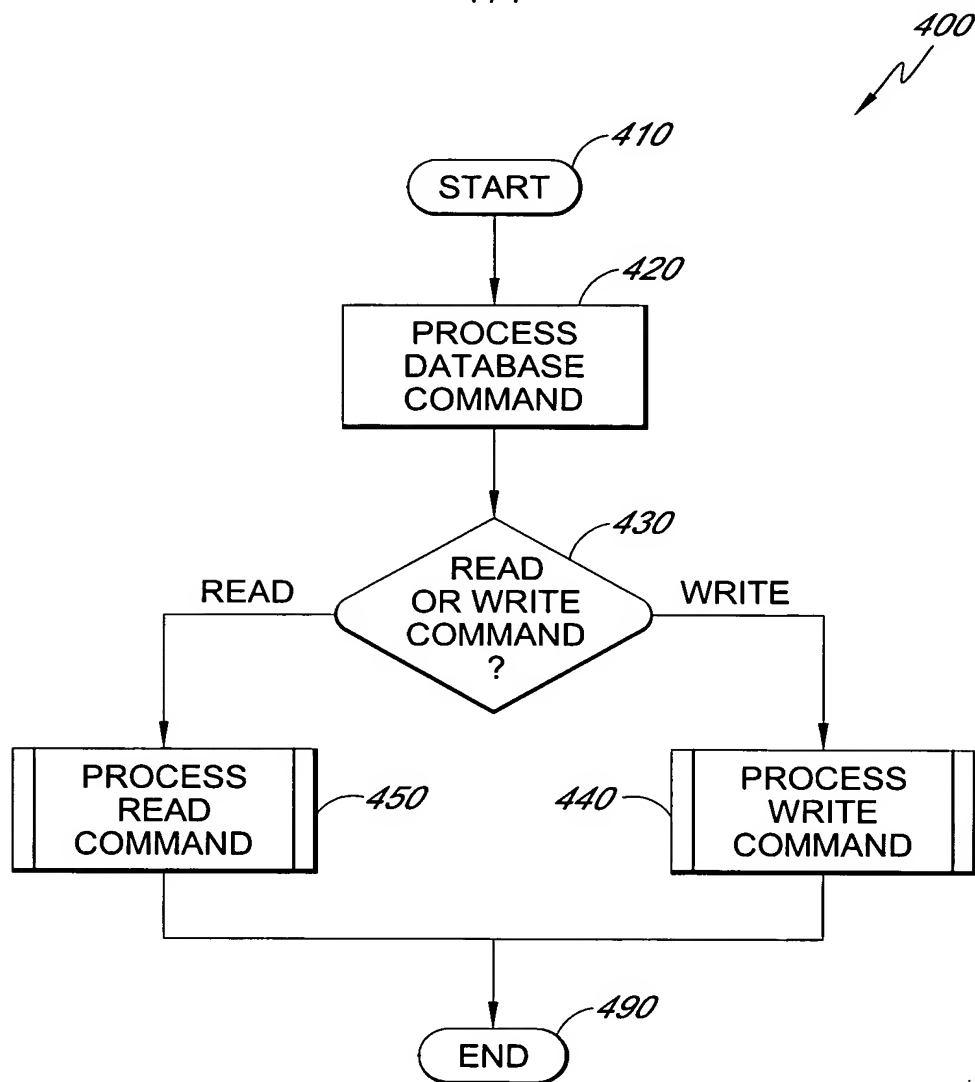 400
410
START
420
PROCESS
DATABASE
COMMAND
430
READ
OR WRITE
COMMAND
?
READ
WRITE
PROCESS
READ
COMMAND
450
440
PROCESS
WRITE
COMMAND
490
END